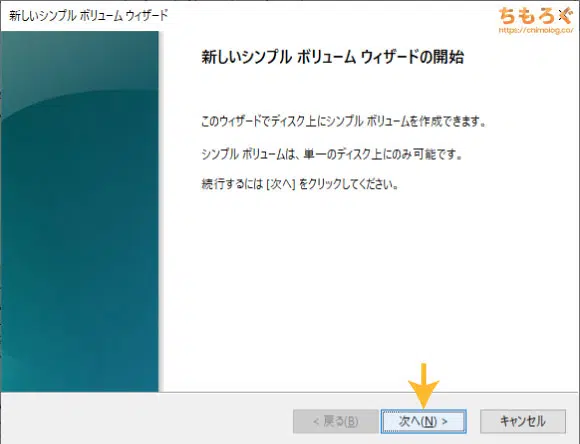 新しいシンプル ボリューム ウィザード
ちもろぐ
https://chimolog.co/
新しいシンプル ボリューム ウィザードの開始
このウィザードでディスク上にシンプル ボリュームを作成できます。
シンプル ボリュームは、単一のディスク上にのみ可能です。
続行するには [次へ] をクリックしてください。
< 戻る(B)
次へ(N) >
キャンセル